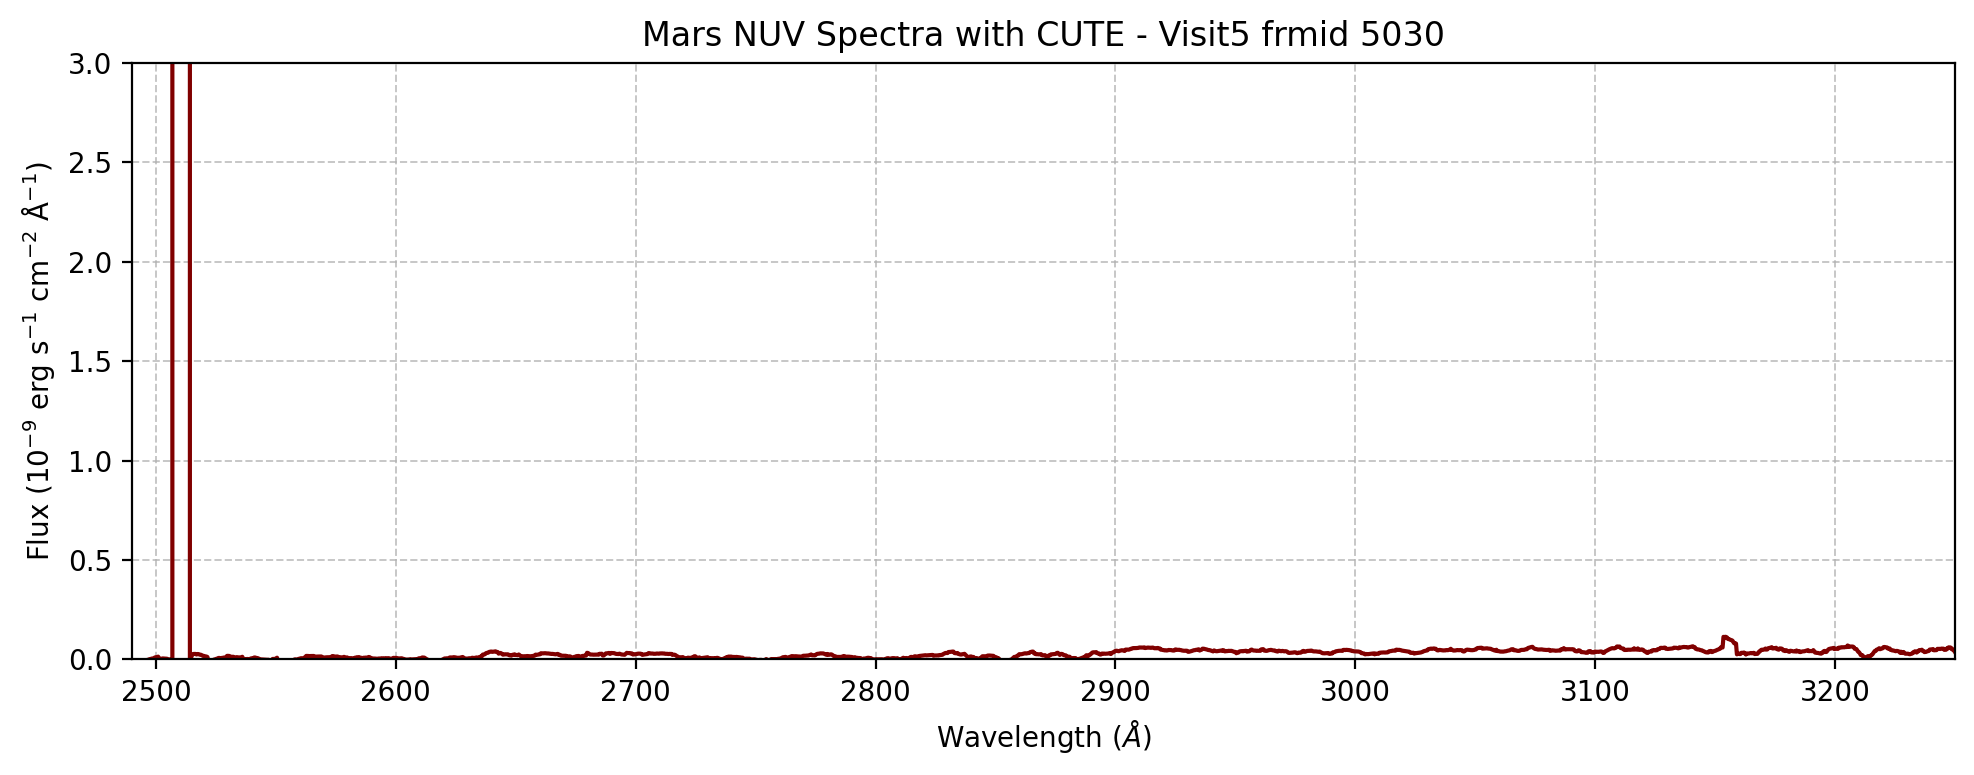 Mars NUV Spectra with CUTE - Visit5 frmid 5030
Flux (10⁻⁹ erg s⁻¹ cm⁻² Å⁻¹)
3.0
2.5
2.0
1.5
1.0
0.5
0.0
2500 2600 2700 2800 2900 3000 3100 3200
Wavelength (Å)